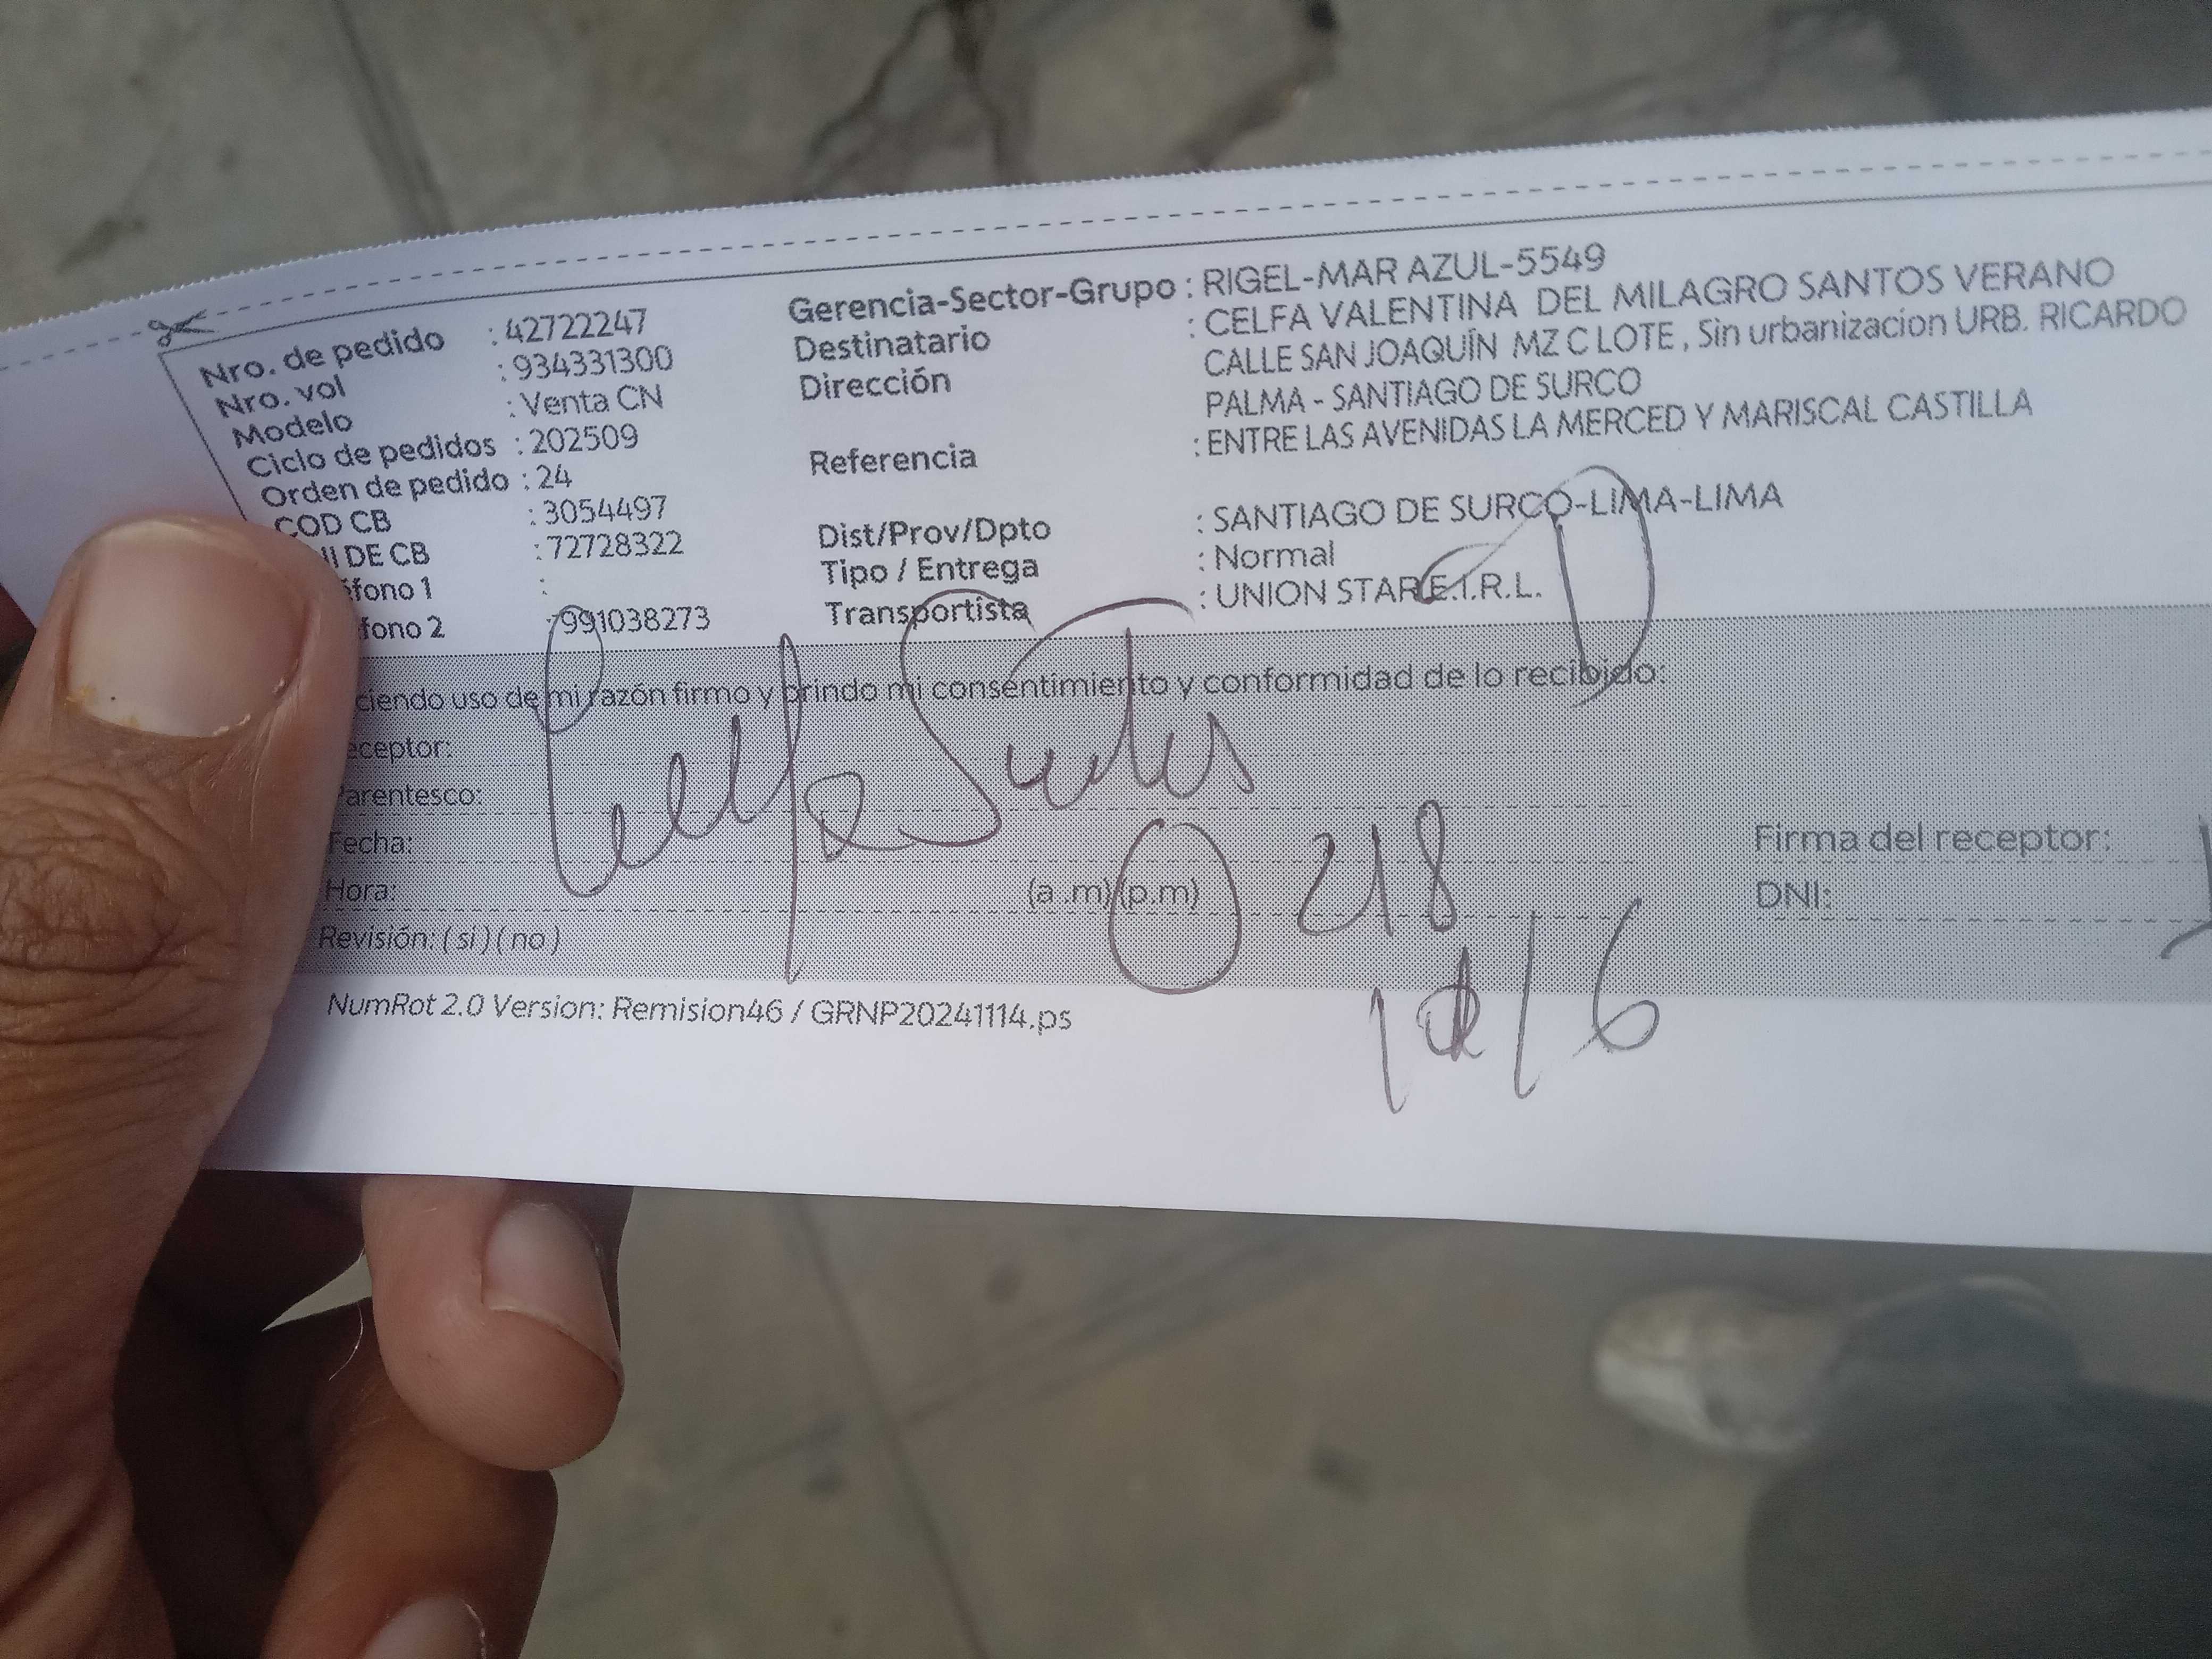 Nro. de pedido : 42722247
Nro. vol : 934331300
Modelo : Venta CN
Ciclo de pedidos : 202509
Orden de pedido : 24
COD CB : 3054497
NI DE CB : 72728322
éfono 1 :
fono 2 : 991038273
Gerencia-Sector-Grupo : RIGEL-MAR AZUL-5549
Destinatario : CELFA VALENTINA DEL MILAGRO SANTOS VERANO
Dirección CALLE SAN JOAQUÍN MZ C LOTE , Sin urbanizacion URB. RICARDO
PALMA - SANTIAGO DE SURCO
Referencia : ENTRE LAS AVENIDAS LA MERCED Y MARISCAL CASTILLA
Dist/Prov/Dpto : SANTIAGO DE SURCO-LIMA-LIMA
Tipo / Entrega : Normal
Transportista : UNION STAR E.I.R.L.
ciendo uso de mi razón firmo y brindo mi consentimiento y conformidad de lo recibido:
eceptor:
Celfa Santos
Parentesco:
Fecha:
218
Firma del receptor:
Hora: (a .m)(p.m)
DNI:
Revisión: ( si ) ( no )
NumRot 2.0 Version: Remision46 / GRNP20241114.ps